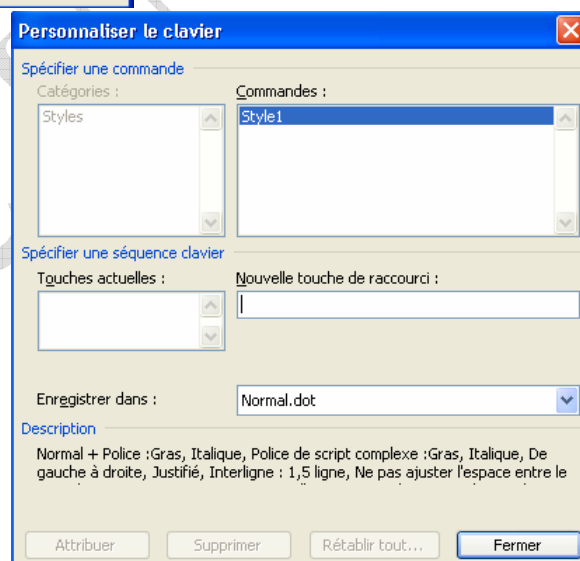 Personnaliser le clavier
Spécifier une commande
Catégories :
Commandes :
Styles
Style1
Spécifier une séquence clavier
Touches actuelles :
Nouvelle touche de raccourci :
Enregistrer dans :
Normal.dot
Description
Normal + Police :Gras, Italique, Police de script complexe :Gras, Italique, De
gauche à droite, Justifié, Interligne : 1,5 ligne, Ne pas ajuster l'espace entre le
Attribuer
Supprimer
Rétablir tout...
Fermer